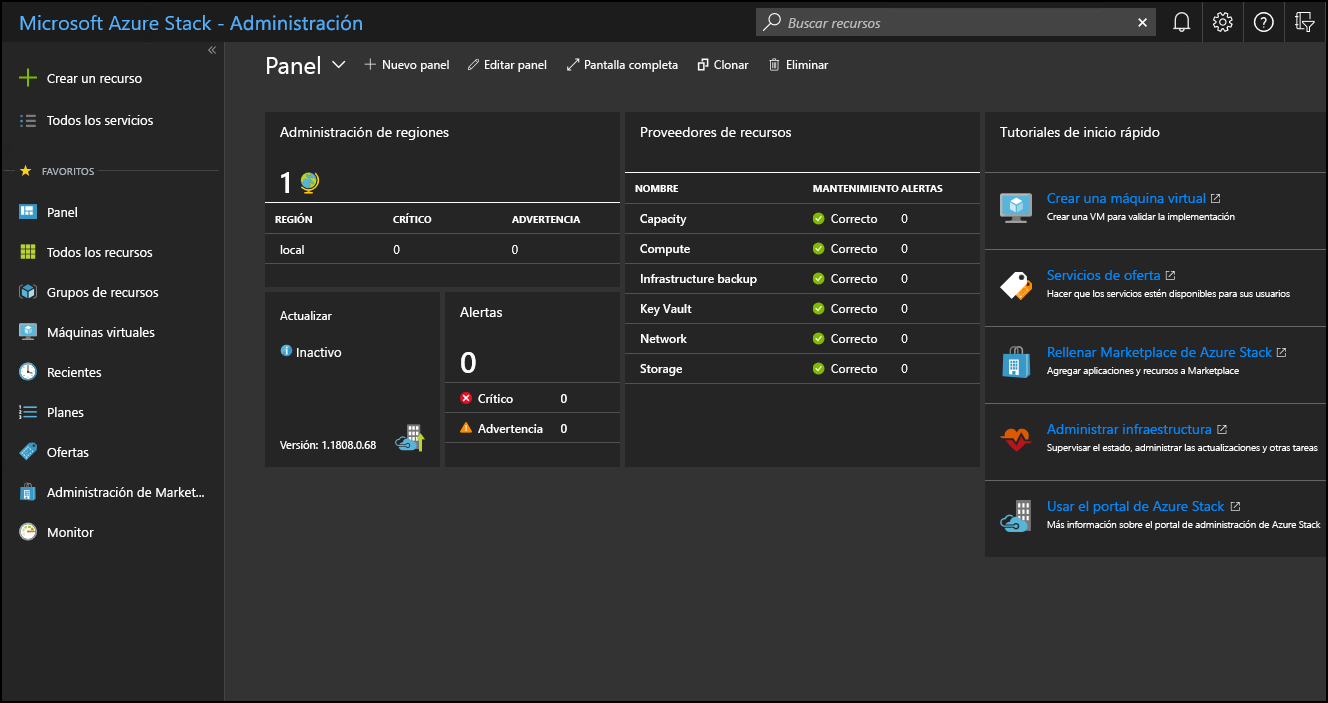 Microsoft Azure Stack - Administración
Buscar recursos
Crear un recurso
Todos los servicios
FAVORITOS
Panel
Todos los recursos
Grupos de recursos
Máquinas virtuales
Recientes
Planes
Ofertas
Administración de Market...
Monitor
Panel
Nuevo panel
Editar panel
Pantalla completa
Clonar
Eliminar
Administración de regiones
1
REGIÓN CRÍTICO ADVERTENCIA
local 0 0
Actualizar
Inactivo
Versión: 1.1808.0.68
Alertas
0
Crítico 0
Advertencia 0
Proveedores de recursos
NOMBRE MANTENIMIENTO ALERTAS
Capacity Correcto 0
Compute Correcto 0
Infrastructure backup Correcto 0
Key Vault Correcto 0
Network Correcto 0
Storage Correcto 0
Tutoriales de inicio rápido
Crear una máquina virtual
Crear una VM para validar la implementación
Servicios de oferta
Hacer que los servicios estén disponibles para sus usuarios
Rellenar Marketplace de Azure Stack
Agregar aplicaciones y recursos a Marketplace
Administrar infraestructura
Supervisar el estado, administrar las actualizaciones y otras tareas
Usar el portal de Azure Stack
Más información sobre el portal de administración de Azure Stack